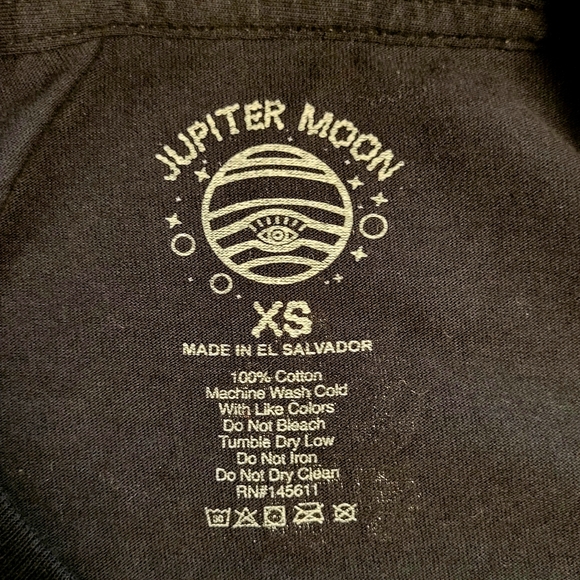 JUPITER MOON
XS
MADE IN EL SALVADOR
100% Cotton
Machine Wash Cold
With Like Colors
Do Not Bleach
Tumble Dry Low
Do Not Iron
Do Not Dry Clean
RN#145611
30